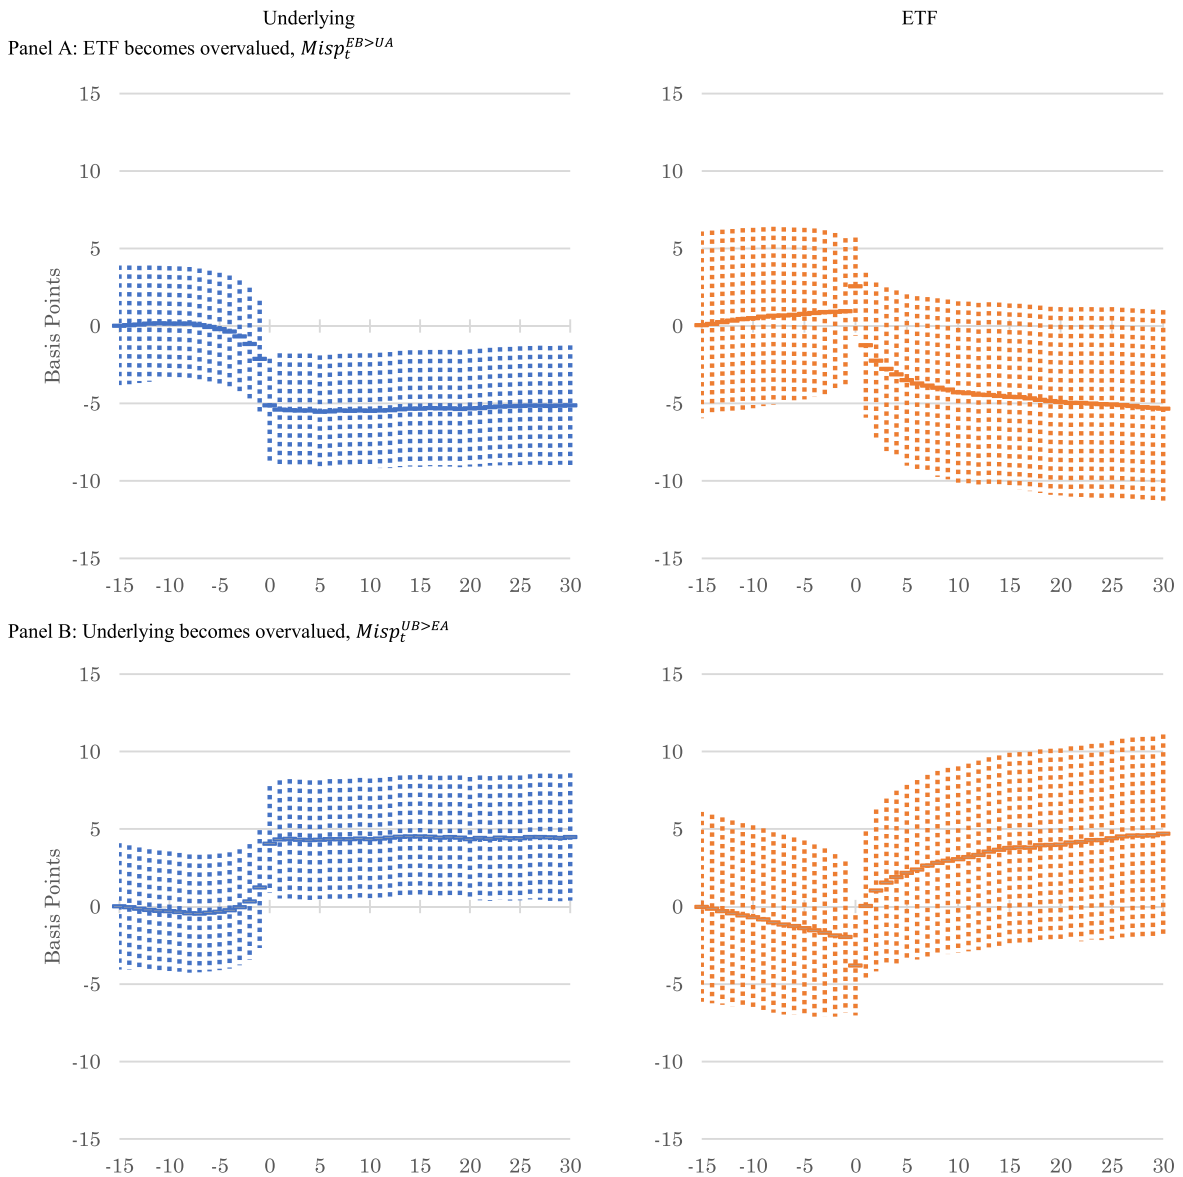 Underlying ETF
Panel A: ETF becomes overvalued, Misp_t^{EB>UA}
15 15
10 10
5 5
0 0
-5 -5
-10 -10
-15 -15
Basis Points
-15 -10 -5 0 5 10 15 20 25 30 -15 -10 -5 0 5 10 15 20 25 30
Panel B: Underlying becomes overvalued, Misp_t^{UB>EA}
15 15
10 10
5 5
0 0
-5 -5
-10 -10
-15 -15
Basis Points
-15 -10 -5 0 5 10 15 20 25 30 -15 -10 -5 0 5 10 15 20 25 30